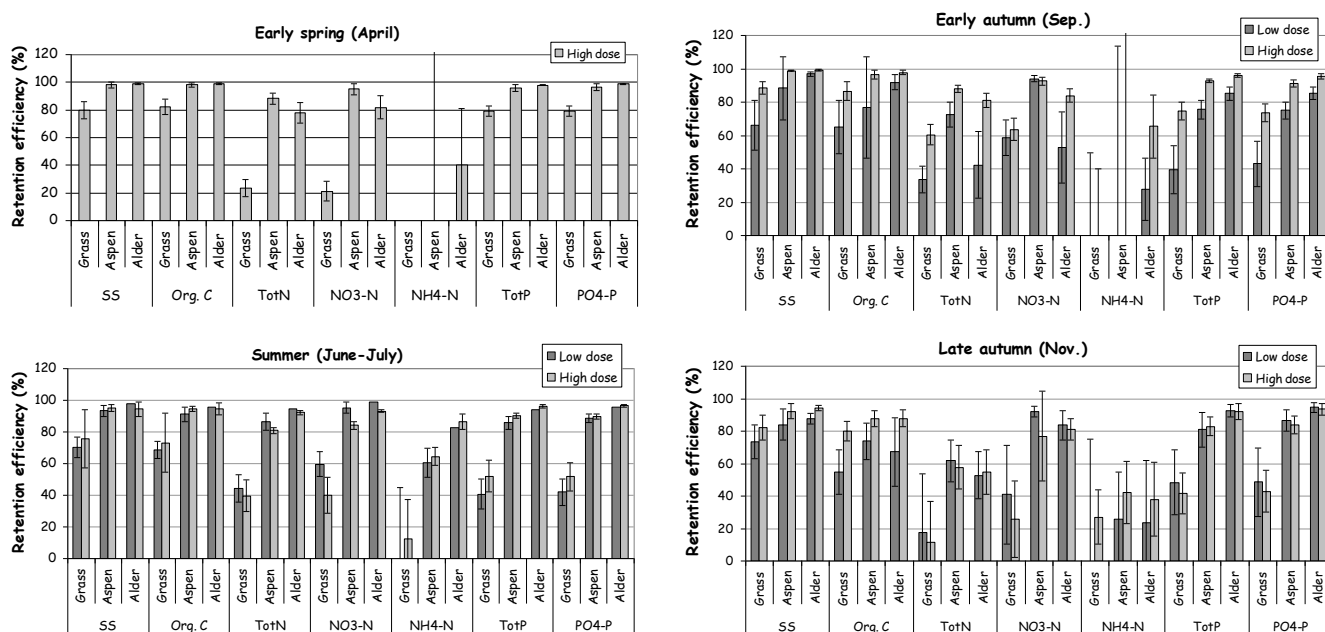 Early spring (April)
High dose
Retention efficiency (%)
120
100
80
60
40
20
0
Grass Aspen Alder Grass Aspen Alder Grass Aspen Alder Grass Aspen Alder Grass Aspen Alder Grass Aspen Alder Grass Aspen Alder
SS Org. C TotN NO3-N NH4-N TotP PO4-P
Early autumn (Sep.)
Low dose
High dose
Retention efficiency (%)
120
100
80
60
40
20
0
Grass Aspen Alder Grass Aspen Alder Grass Aspen Alder Grass Aspen Alder Grass Aspen Alder Grass Aspen Alder Grass Aspen Alder
SS Org. C TotN NO3-N NH4-N TotP PO4-P
Summer (June-July)
Low dose
High dose
Retention efficiency (%)
120
100
80
60
40
20
0
Grass Aspen Alder Grass Aspen Alder Grass Aspen Alder Grass Aspen Alder Grass Aspen Alder Grass Aspen Alder Grass Aspen Alder
SS Org. C TotN NO3-N NH4-N TotP PO4-P
Late autumn (Nov.)
Low dose
High dose
Retention efficiency (%)
120
100
80
60
40
20
0
Grass Aspen Alder Grass Aspen Alder Grass Aspen Alder Grass Aspen Alder Grass Aspen Alder Grass Aspen Alder Grass Aspen Alder
SS Org. C TotN NO3-N NH4-N TotP PO4-P